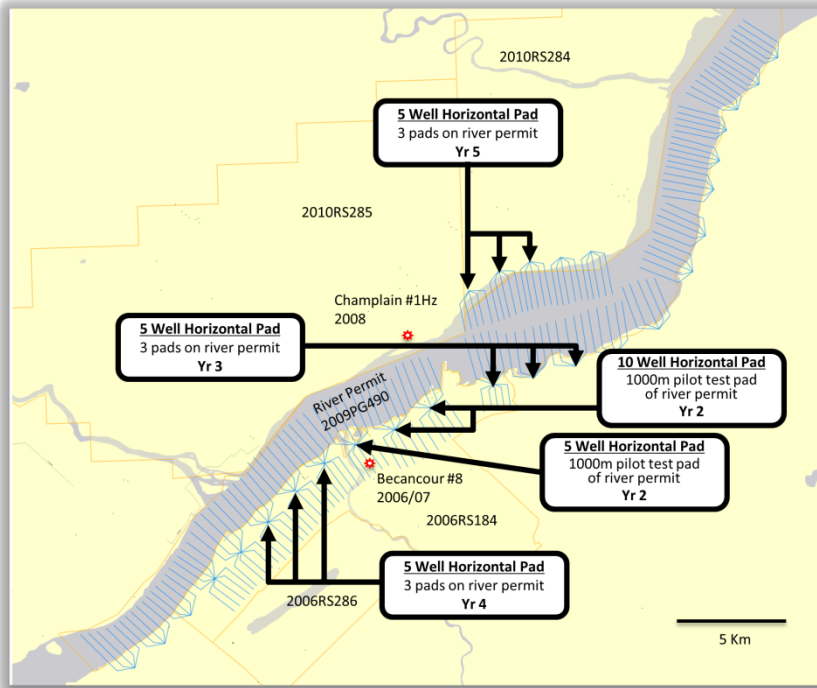 2010RS284
5 Well Horizontal Pad
3 pads on river permit
Yr 5
2010RS285
Champlain #1Hz
2008
5 Well Horizontal Pad
3 pads on river permit
Yr 3
River Permit
2009PG490
10 Well Horizontal Pad
1000m pilot test pad
of river permit
Yr 2
5 Well Horizontal Pad
1000m pilot test pad
of river permit
Yr 2
Becancour #8
2006/07
2006RS184
5 Well Horizontal Pad
3 pads on river permit
Yr 4
2006RS286
5 Km